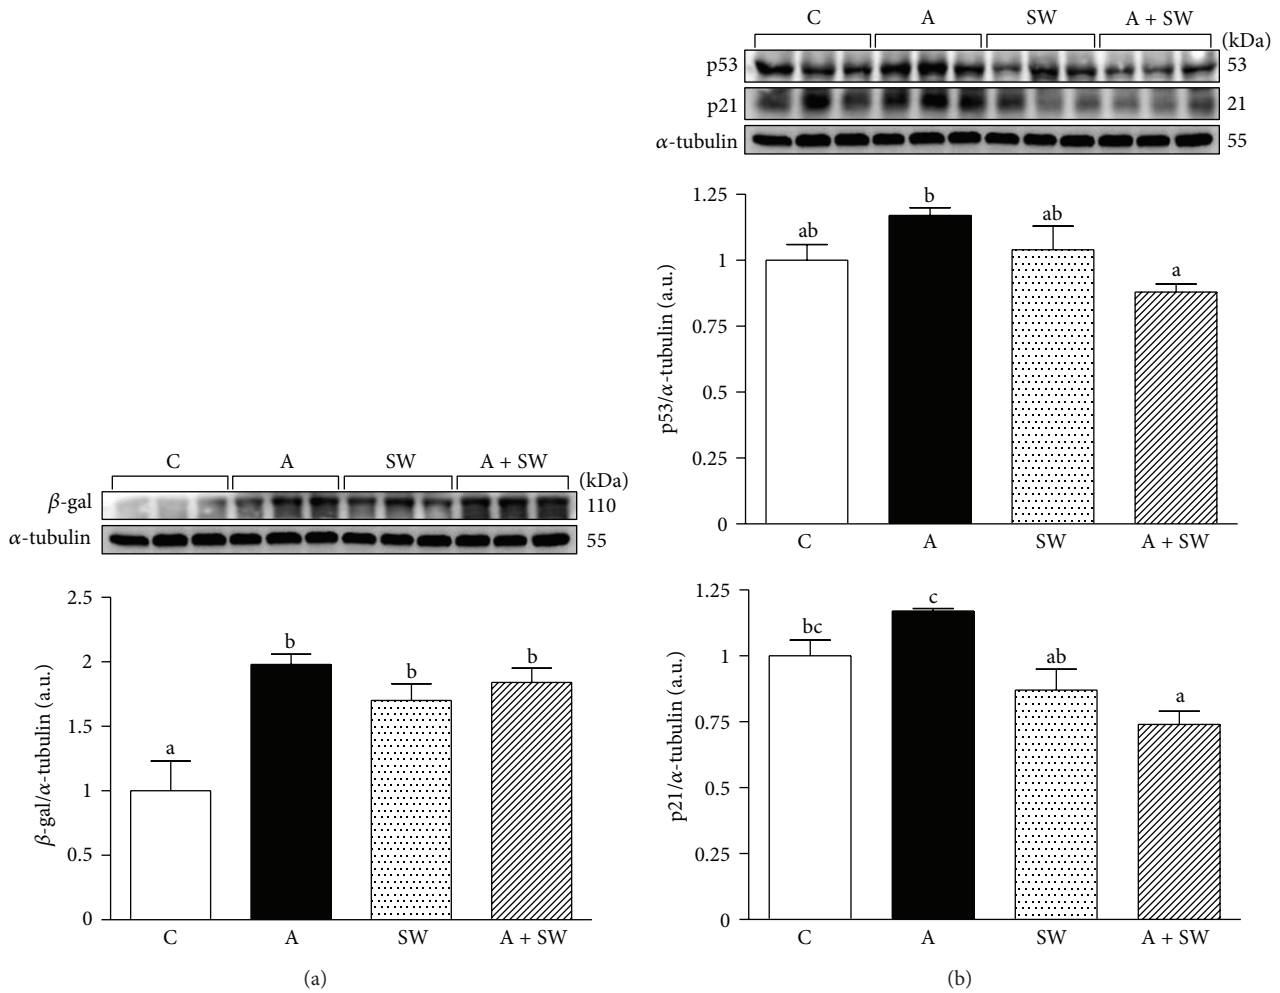 C A SW A + SW
(kDa)
β-gal 110
α-tubulin 55
2.5
2
1.5
1
0.5
0
β-gal/α-tubulin (a.u.)
a b b b
C A SW A + SW
(a)
C A SW A + SW
(kDa)
p53 53
p21 21
α-tubulin 55
1.25
1
0.75
0.5
0.25
0
p53/α-tubulin (a.u.)
ab b ab a
C A SW A + SW
1.25
1
0.75
0.5
0.25
0
p21/α-tubulin (a.u.)
bc c ab a
C A SW A + SW
(b)